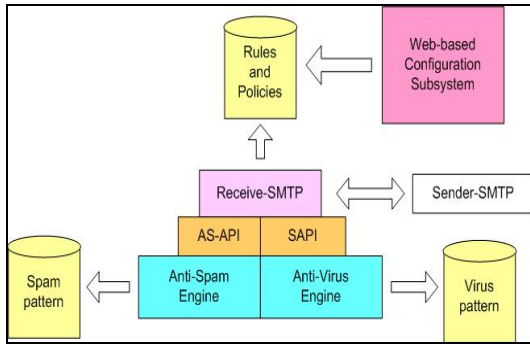 Rules
and
Policies
Web-based
Configuration
Subsystem
Receive-SMTP
Sender-SMTP
AS-API
SAPI
Spam
pattern
Anti-Spam
Engine
Anti-Virus
Engine
Virus
pattern